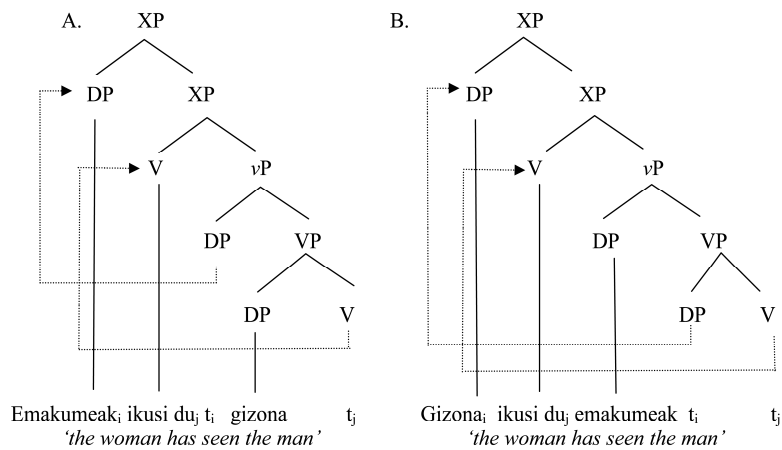 A. XP B. XP
DP XP DP XP
V vP V vP
DP VP DP VP
DP V DP V
Emakumeakᵢ ikusi duⱼ tᵢ gizona tⱼ Gizonaᵢ ikusi duⱼ emakumeak tᵢ tⱼ
‘the woman has seen the man’ ‘the woman has seen the man’